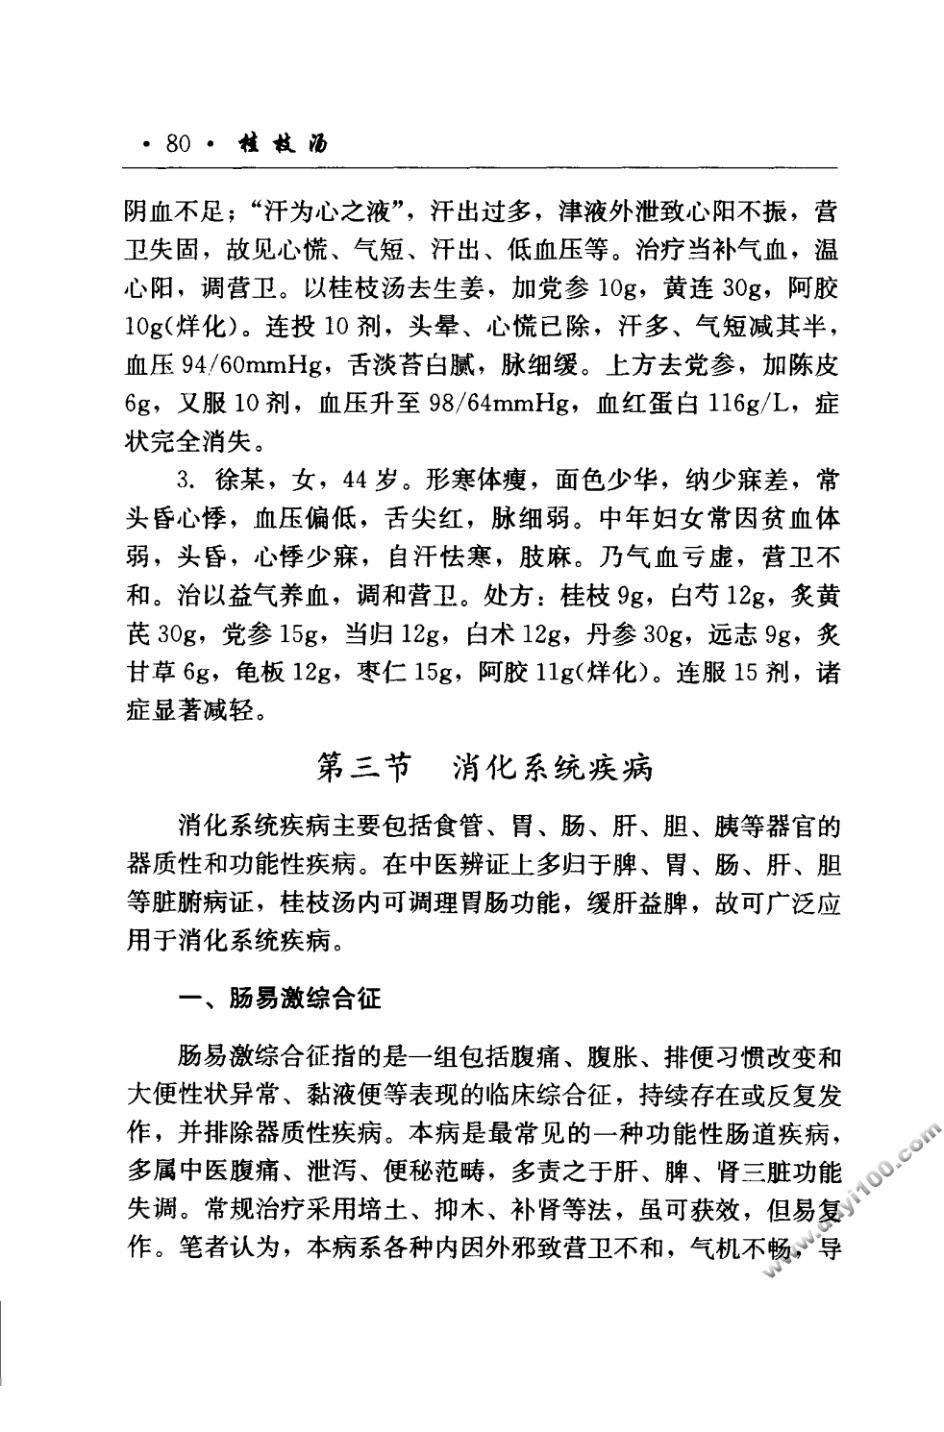 · 80 · 桂枝汤
阴血不足；“汗为心之液”，汗出过多，津液外泄致心阳不振，营
卫失固，故见心慌、气短、汗出、低血压等。治疗当补气血，温
心阳，调营卫。以桂枝汤去生姜，加党参 10g，黄连 30g，阿胶
10g(烊化)。连投 10 剂，头晕、心慌已除，汗多、气短减其半，
血压 94/60mmHg，舌淡苔白腻，脉细缓。上方去党参，加陈皮
6g，又服 10 剂，血压升至 98/64mmHg，血红蛋白 116g/L，症
状完全消失。
3. 徐某，女，44 岁。形寒体瘦，面色少华，纳少寐差，常
头昏心悸，血压偏低，舌尖红，脉细弱。中年妇女常因贫血体
弱，头昏，心悸少寐，自汗怯寒，肢麻。乃气血亏虚，营卫不
和。治以益气养血，调和营卫。处方：桂枝 9g，白芍 12g，炙黄
芪 30g，党参 15g，当归 12g，白术 12g，丹参 30g，远志 9g，炙
甘草 6g，龟板 12g，枣仁 15g，阿胶 11g(烊化)。连服 15 剂，诸
症显著减轻。
第三节 消化系统疾病
消化系统疾病主要包括食管、胃、肠、肝、胆、胰等器官的
器质性和功能性疾病。在中医辨证上多归于脾、胃、肠、肝、胆
等脏腑病证，桂枝汤内可调理胃肠功能，缓肝益脾，故可广泛应
用于消化系统疾病。
一、肠易激综合征
肠易激综合征指的是一组包括腹痛、腹胀、排便习惯改变和
大便性状异常、黏液便等表现的临床综合征，持续存在或反复发
作，并排除器质性疾病。本病是最常见的一种功能性肠道疾病，
多属中医腹痛、泄泻、便秘范畴，多责之于肝、脾、肾三脏功能
失调。常规治疗采用培土、抑木、补肾等法，虽可获效，但易复
作。笔者认为，本病系各种内因外邪致营卫不和，气机不畅，导